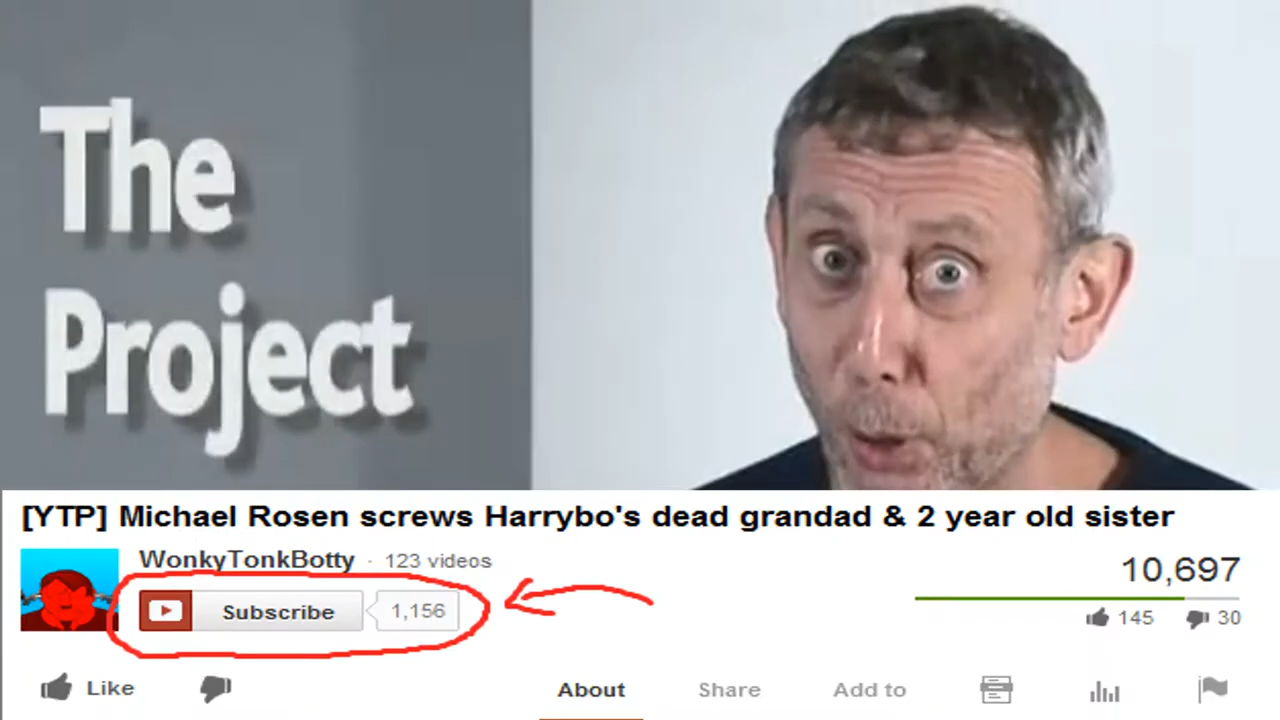 The
Project
[YTP] Michael Rosen screws Harrybo's dead grandad & 2 year old sister
WonkyTonkBotty · 123 videos
10,697
Subscribe 1,156
145 30
Like
About Share Add to